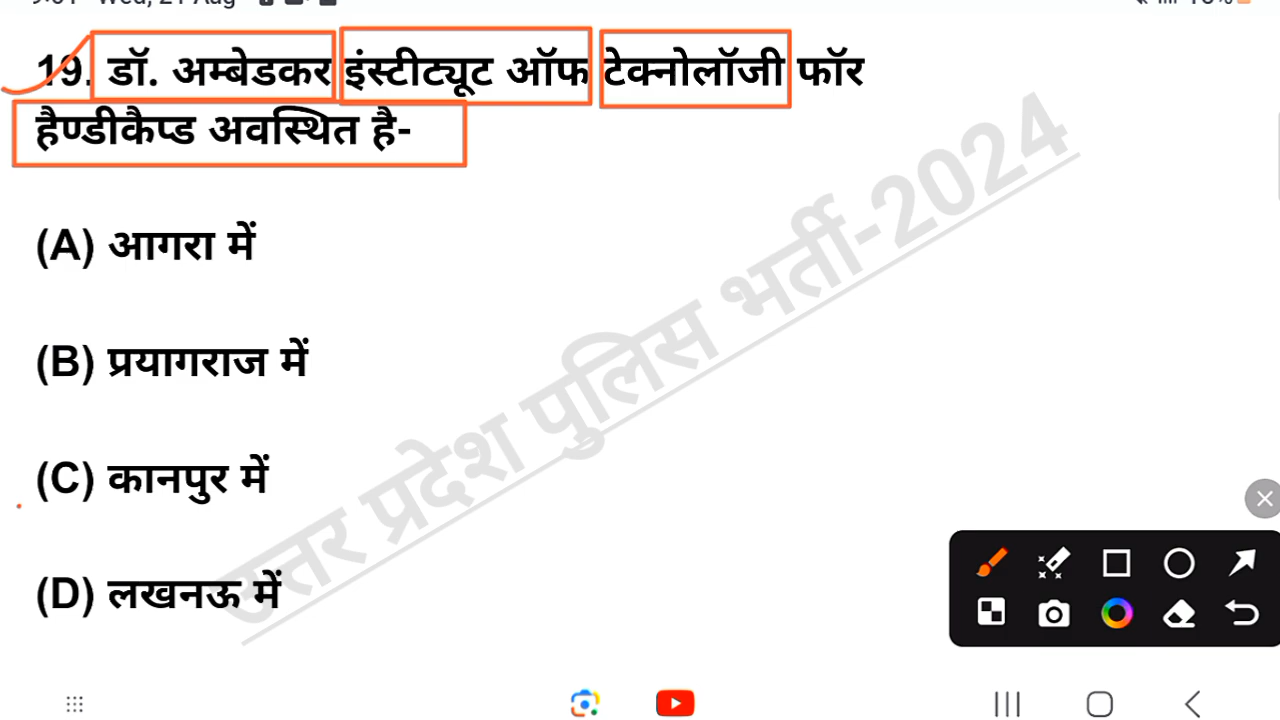 19. डॉ. अम्बेडकर इंस्टीट्यूट ऑफ टेक्नोलॉजी फॉर
हैण्डीकैप्ड अवस्थित है-
(A) आगरा में
(B) प्रयागराज में
(C) कानपुर में
(D) लखनऊ में
उत्तर प्रदेश पुलिस भर्ती-2024